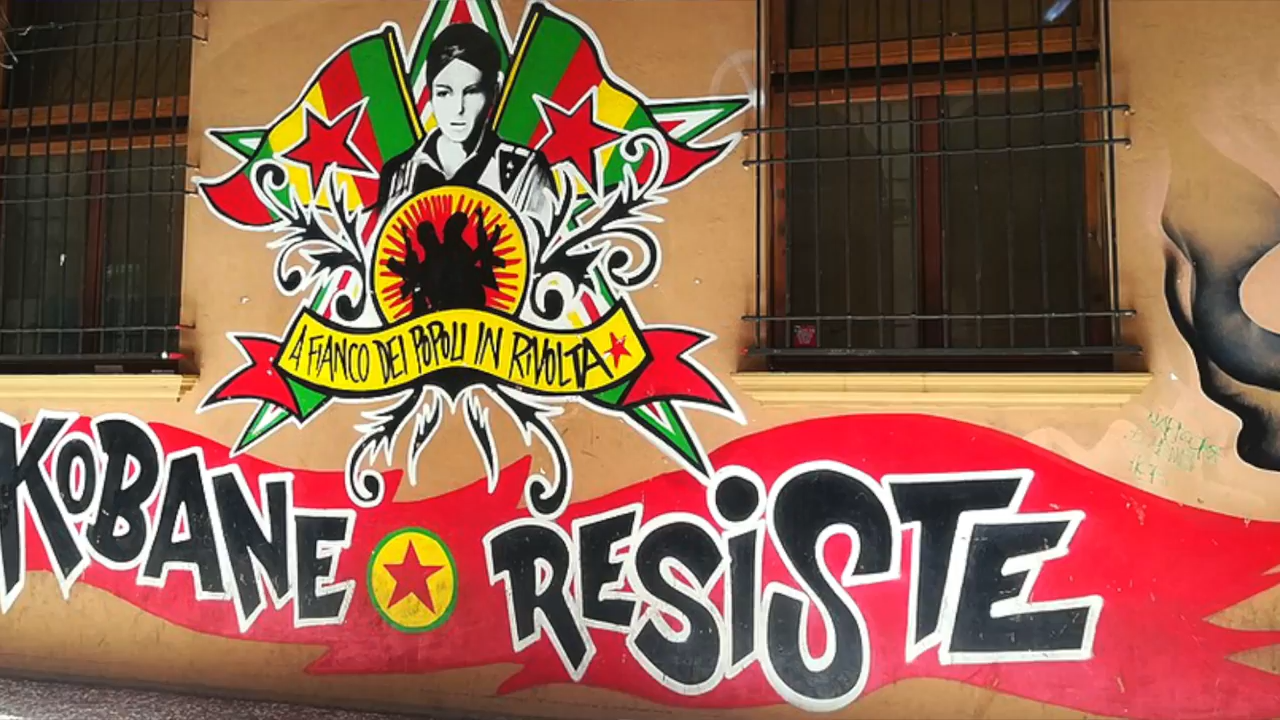 A FIANCO DEI POPOLI IN RIVOLTA
KOBANE RESISTE